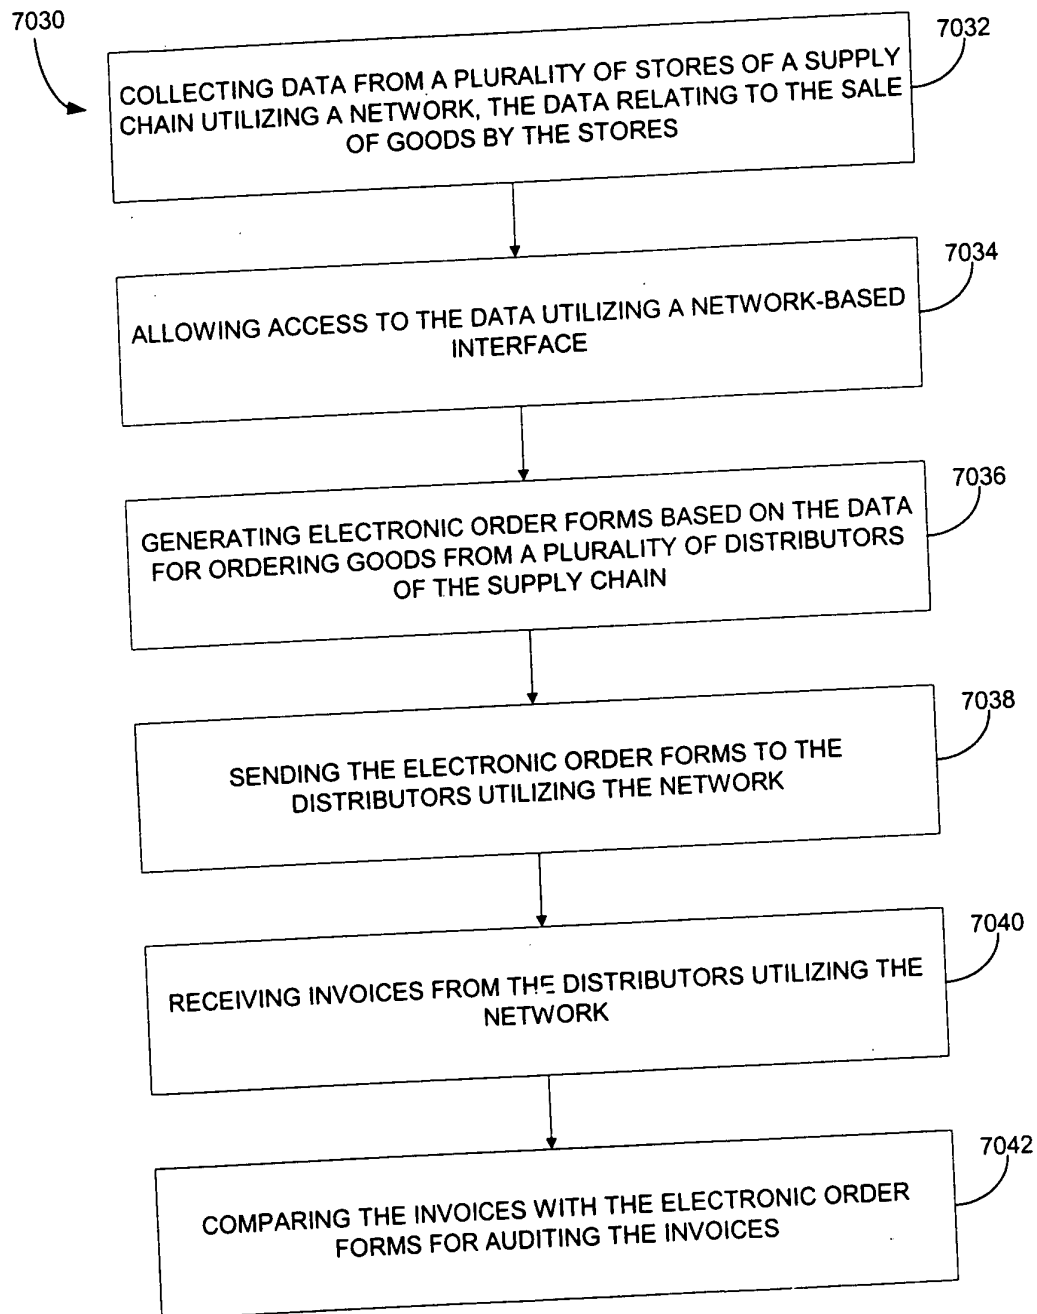 7030
7032
COLLECTING DATA FROM A PLURALITY OF STORES OF A SUPPLY
CHAIN UTILIZING A NETWORK, THE DATA RELATING TO THE SALE
OF GOODS BY THE STORES
7034
ALLOWING ACCESS TO THE DATA UTILIZING A NETWORK-BASED
INTERFACE
7036
GENERATING ELECTRONIC ORDER FORMS BASED ON THE DATA
FOR ORDERING GOODS FROM A PLURALITY OF DISTRIBUTORS
OF THE SUPPLY CHAIN
7038
SENDING THE ELECTRONIC ORDER FORMS TO THE
DISTRIBUTORS UTILIZING THE NETWORK
7040
RECEIVING INVOICES FROM THE DISTRIBUTORS UTILIZING THE
NETWORK
7042
COMPARING THE INVOICES WITH THE ELECTRONIC ORDER
FORMS FOR AUDITING THE INVOICES